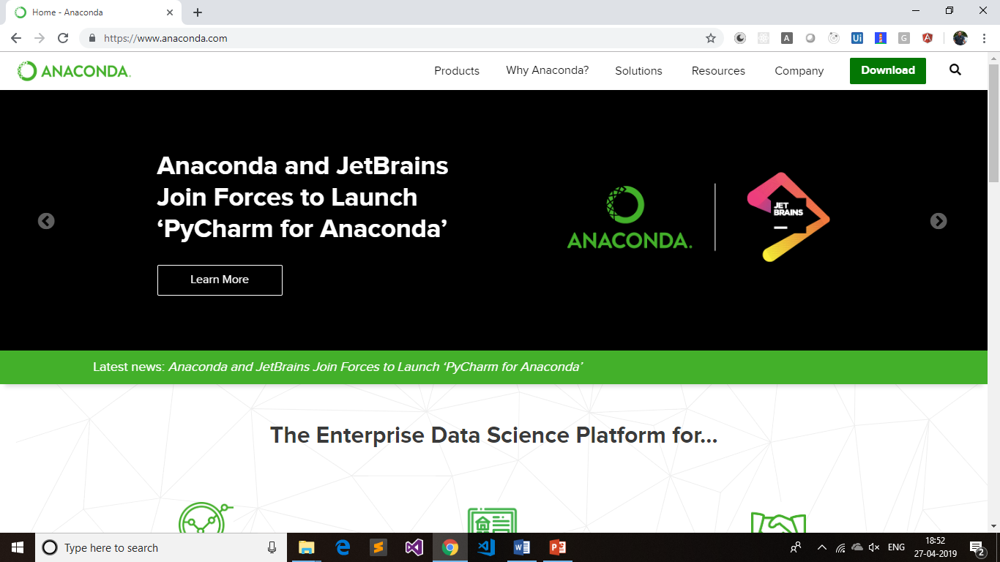 Home - Anaconda
https://www.anaconda.com
A
Ui
G
ANACONDA.
Products
Why Anaconda?
Solutions
Resources
Company
Download
Anaconda and JetBrains
Join Forces to Launch
‘PyCharm for Anaconda’
Learn More
ANACONDA.
JET
BRAINS
Latest news: Anaconda and JetBrains Join Forces to Launch ‘PyCharm for Anaconda’
The Enterprise Data Science Platform for...
Type here to search
ENG
18:52
27-04-2019
2